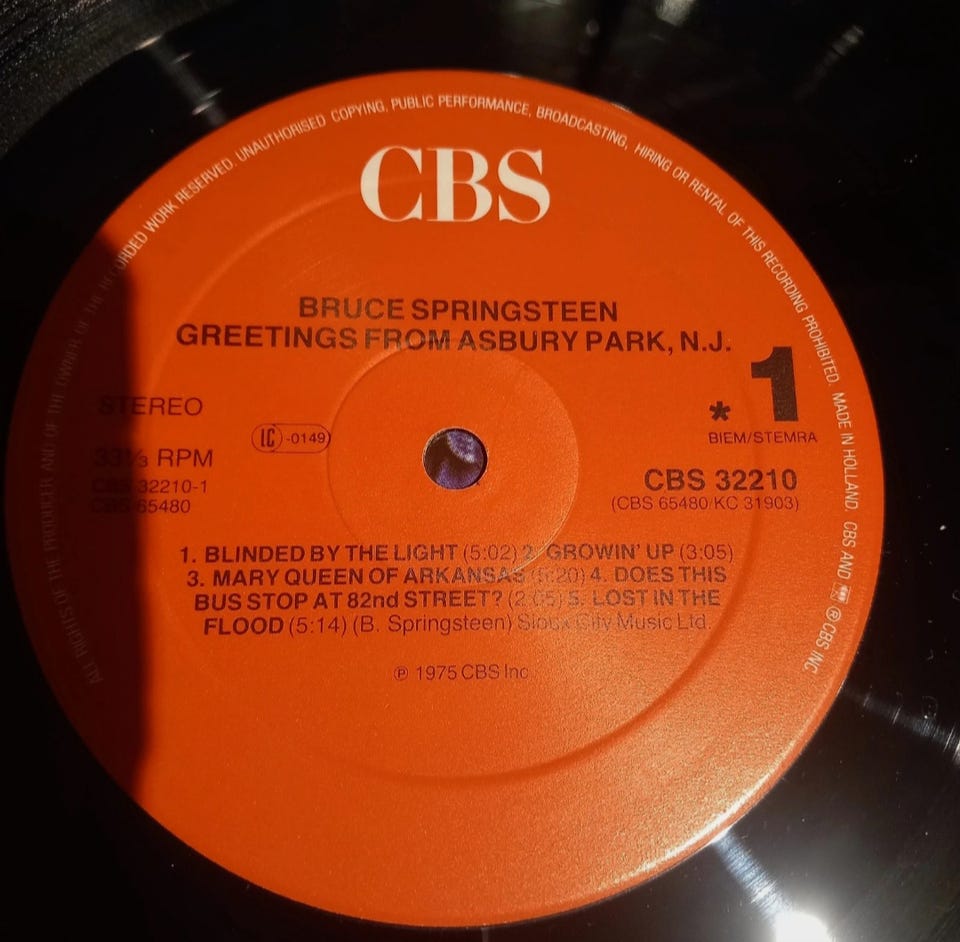 ALL RIGHTS OF THE PRODUCER AND OF THE OWNER OF THE RECORDED WORK RESERVED. UNAUTHORISED COPYING, PUBLIC PERFORMANCE, BROADCASTING, HIRING OR RENTAL OF THIS RECORDING PROHIBITED. MADE IN HOLLAND. CBS AND ® CBS INC
CBS
BRUCE SPRINGSTEEN
GREETINGS FROM ASBURY PARK, N.J.
STEREO
LC -0149
* 1
BIEM/STEMRA
33⅓ RPM
CBS 32210-1
CBS 65480
CBS 32210
(CBS 65480/KC 31903)
1. BLINDED BY THE LIGHT (5:02) 2. GROWIN' UP (3:05)
3. MARY QUEEN OF ARKANSAS (5:20) 4. DOES THIS
BUS STOP AT 82nd STREET? (2:05) 5. LOST IN THE
FLOOD (5:14) (B. Springsteen) Sioux City Music Ltd.
℗ 1975 CBS Inc